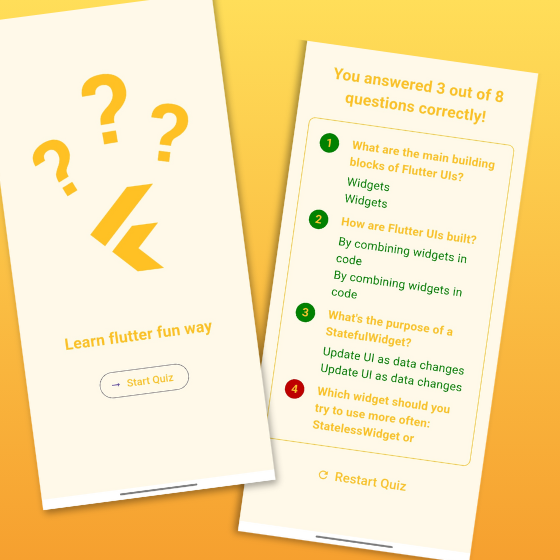 ?
?
?
Learn flutter fun way
→ Start Quiz
You answered 3 out of 8
questions correctly!
1
What are the main building
blocks of Flutter UIs?
Widgets
Widgets
2
How are Flutter UIs built?
By combining widgets in
code
By combining widgets in
code
3
What's the purpose of a
StatefulWidget?
Update UI as data changes
Update UI as data changes
4
Which widget should you
try to use more often:
StatelessWidget or
Restart Quiz